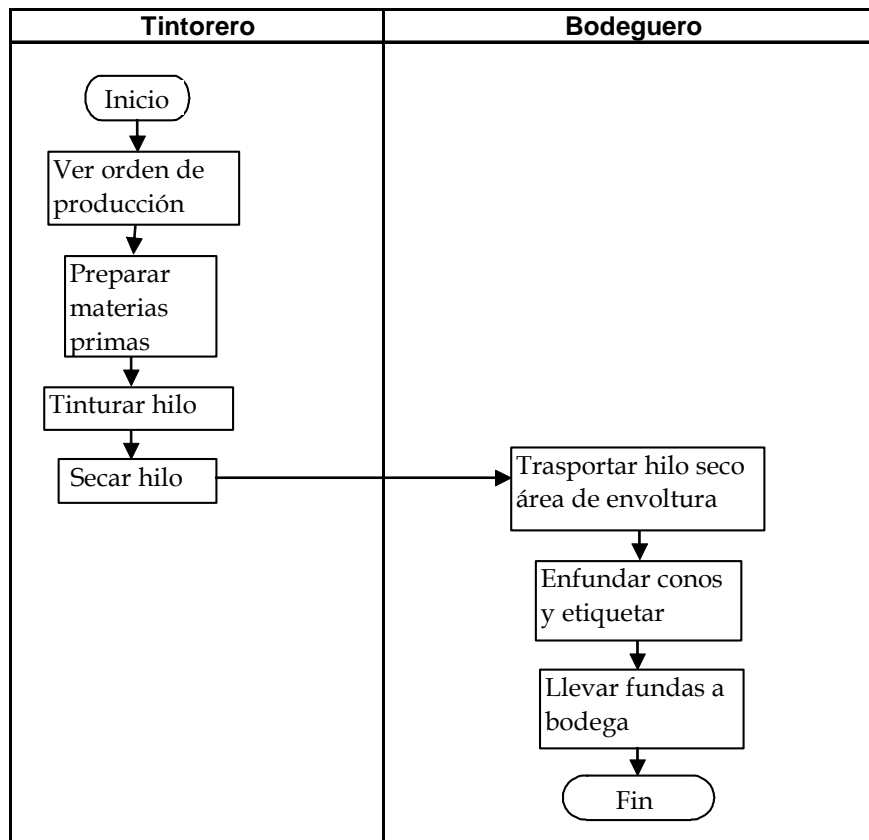 Tintorero
Bodeguero
Inicio
Ver orden de
producción
Preparar
materias
primas
Tinturar hilo
Secar hilo
Trasportar hilo seco
área de envoltura
Enfundar conos
y etiquetar
Llevar fundas a
bodega
Fin